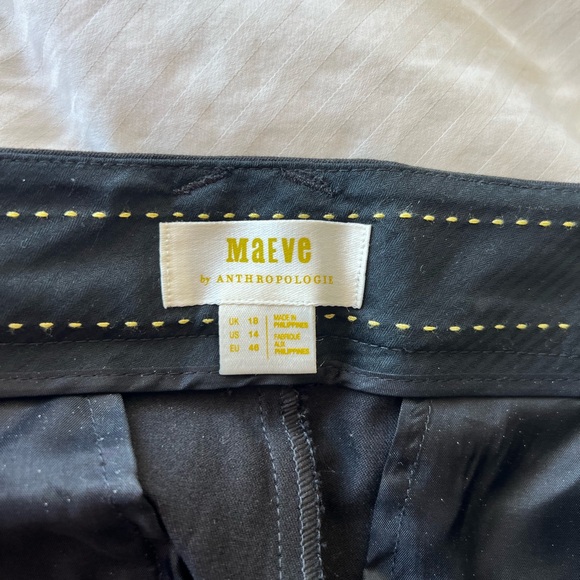 MaEVe
by ANTHROPOLOGIE
UK 18
US 14
EU 46
MADE IN
PHILIPPINES
FABRIQUÉ
AUX
PHILIPPINES